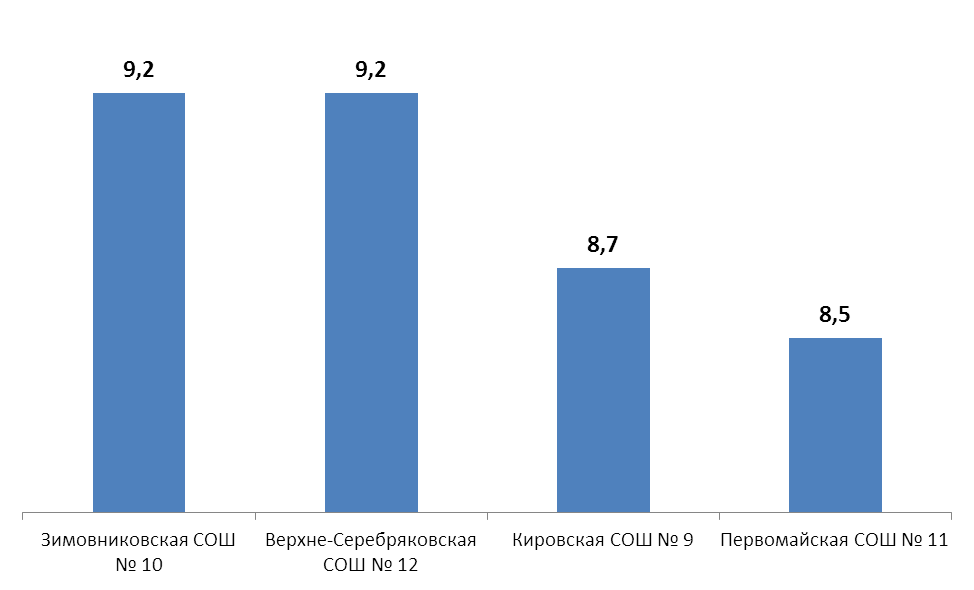 9,2
9,2
8,7
8,5
Зимовниковская СОШ
№ 10
Верхне-Серебряковская
СОШ № 12
Кировская СОШ № 9
Первомайская СОШ № 11